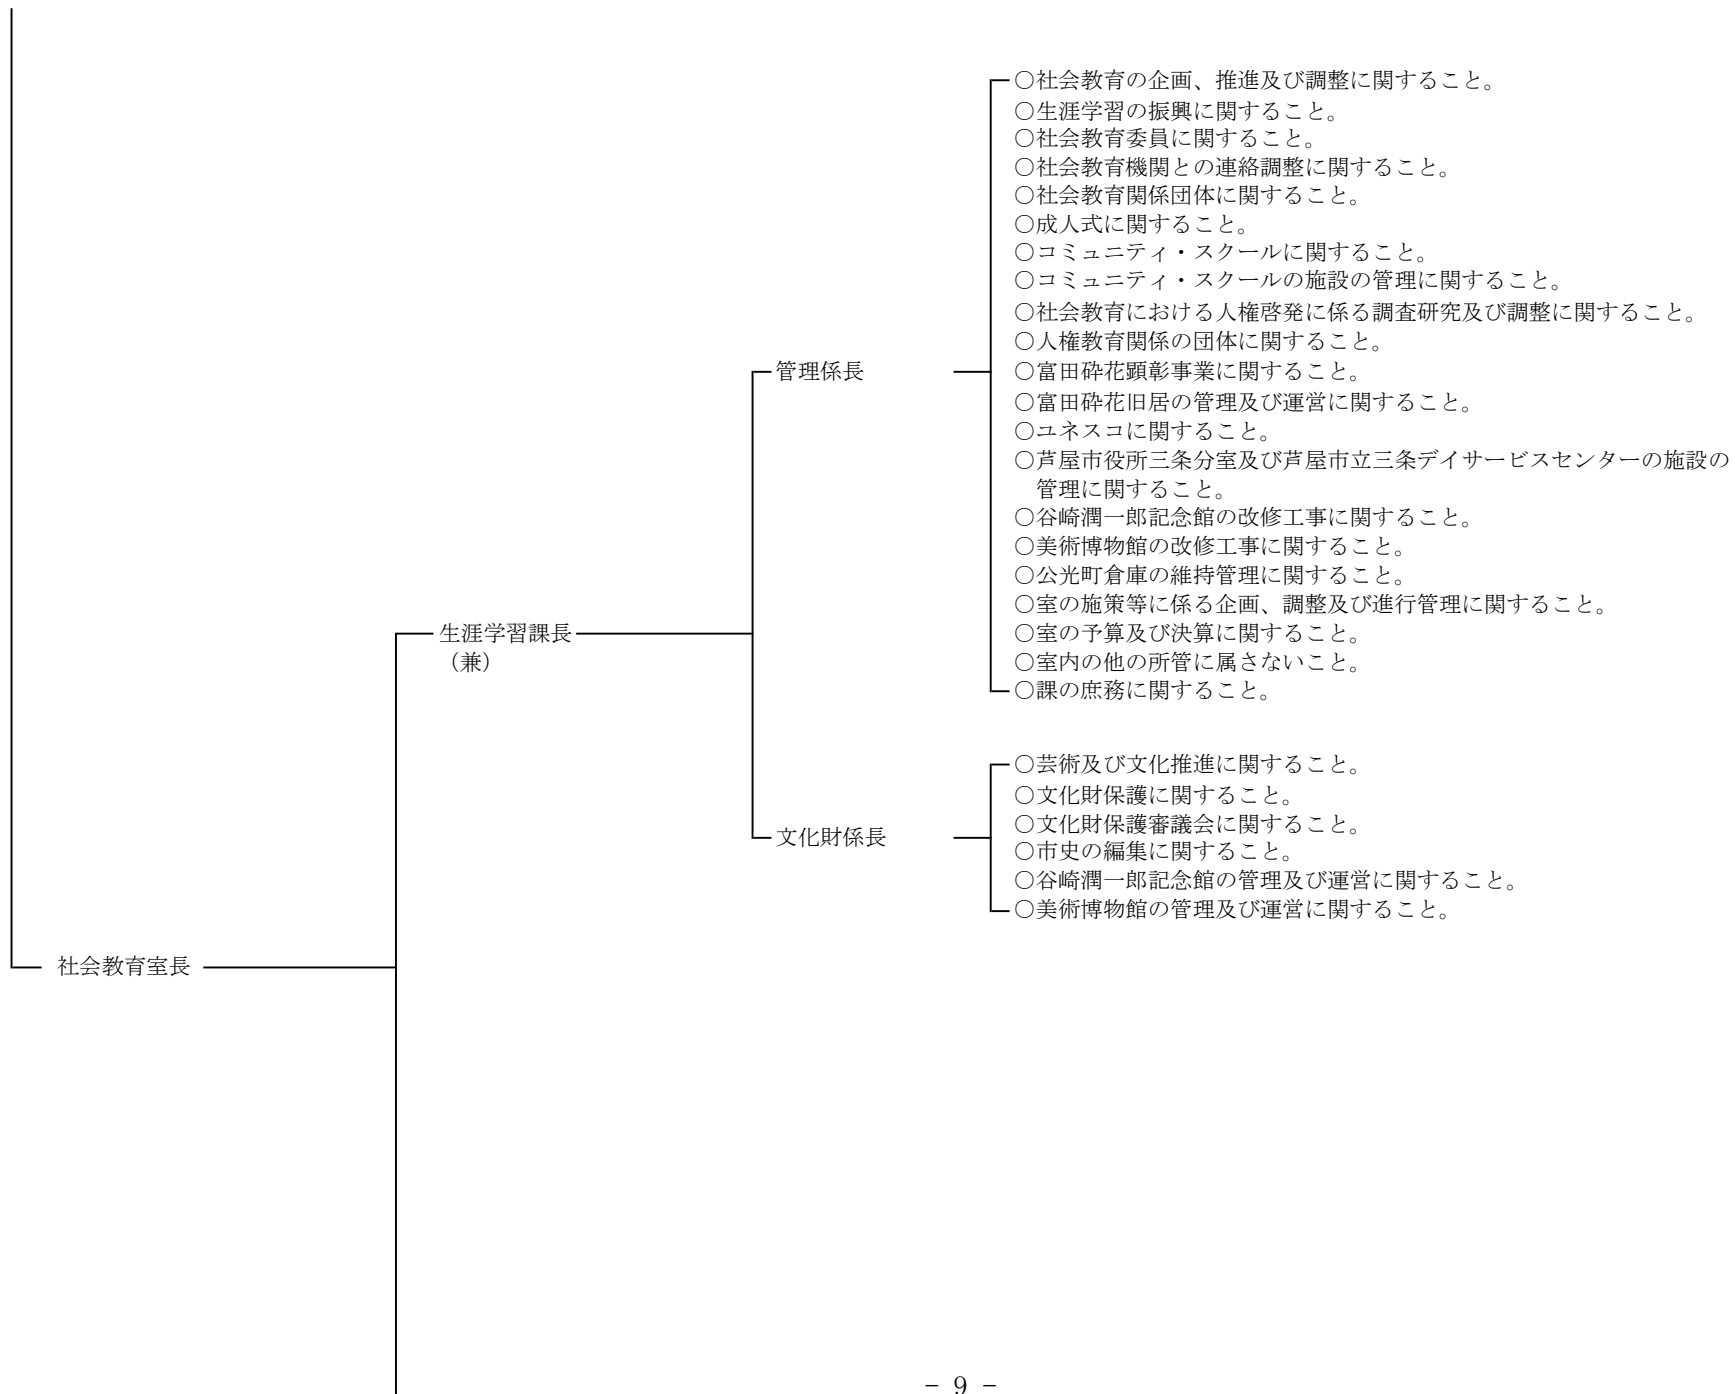 ○社会教育の企画、推進及び調整に関すること。
○生涯学習の振興に関すること。
○社会教育委員に関すること。
○社会教育機関との連絡調整に関すること。
○社会教育関係団体に関すること。
○成人式に関すること。
○コミュニティ・スクールに関すること。
○コミュニティ・スクールの施設の管理に関すること。
○社会教育における人権啓発に係る調査研究及び調整に関すること。
○人権教育関係の団体に関すること。
管理係長
○富田砕花顕彰事業に関すること。
○富田砕花旧居の管理及び運営に関すること。
○ユネスコに関すること。
○芦屋市役所三条分室及び芦屋市立三条デイサービスセンターの施設の
管理に関すること。
○谷崎潤一郎記念館の改修工事に関すること。
○美術博物館の改修工事に関すること。
○公光町倉庫の維持管理に関すること。
○室の施策等に係る企画、調整及び進行管理に関すること。
生涯学習課長
（兼）
○室の予算及び決算に関すること。
○室内の他の所管に属さないこと。
○課の庶務に関すること。
○芸術及び文化推進に関すること。
○文化財保護に関すること。
○文化財保護審議会に関すること。
文化財係長
○市史の編集に関すること。
○谷崎潤一郎記念館の管理及び運営に関すること。
○美術博物館の管理及び運営に関すること。
社会教育室長
－ 9 －